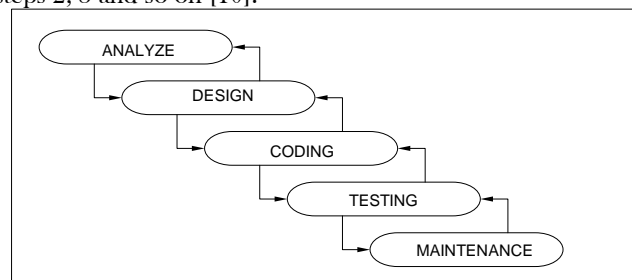 steps 2, 3 and so on [10].
ANALYZE
DESIGN
CODING
TESTING
MAINTENANCE